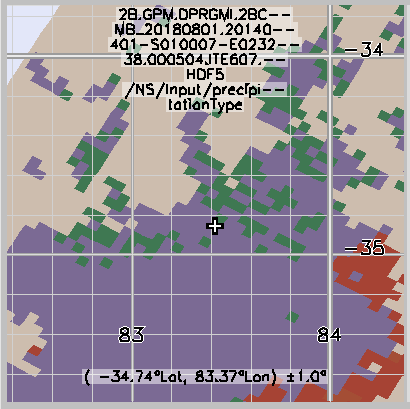 2B.GPM.DPRGMI.2BC--
MB_20180801.20140--
401-S010007-E0232--
38.000504.ITE607.--
HDF5
/NS/Input/precipi--
tationType
-34
-35
83
84
( -34.74°Lat, 83.37°Lon) ±1.0°